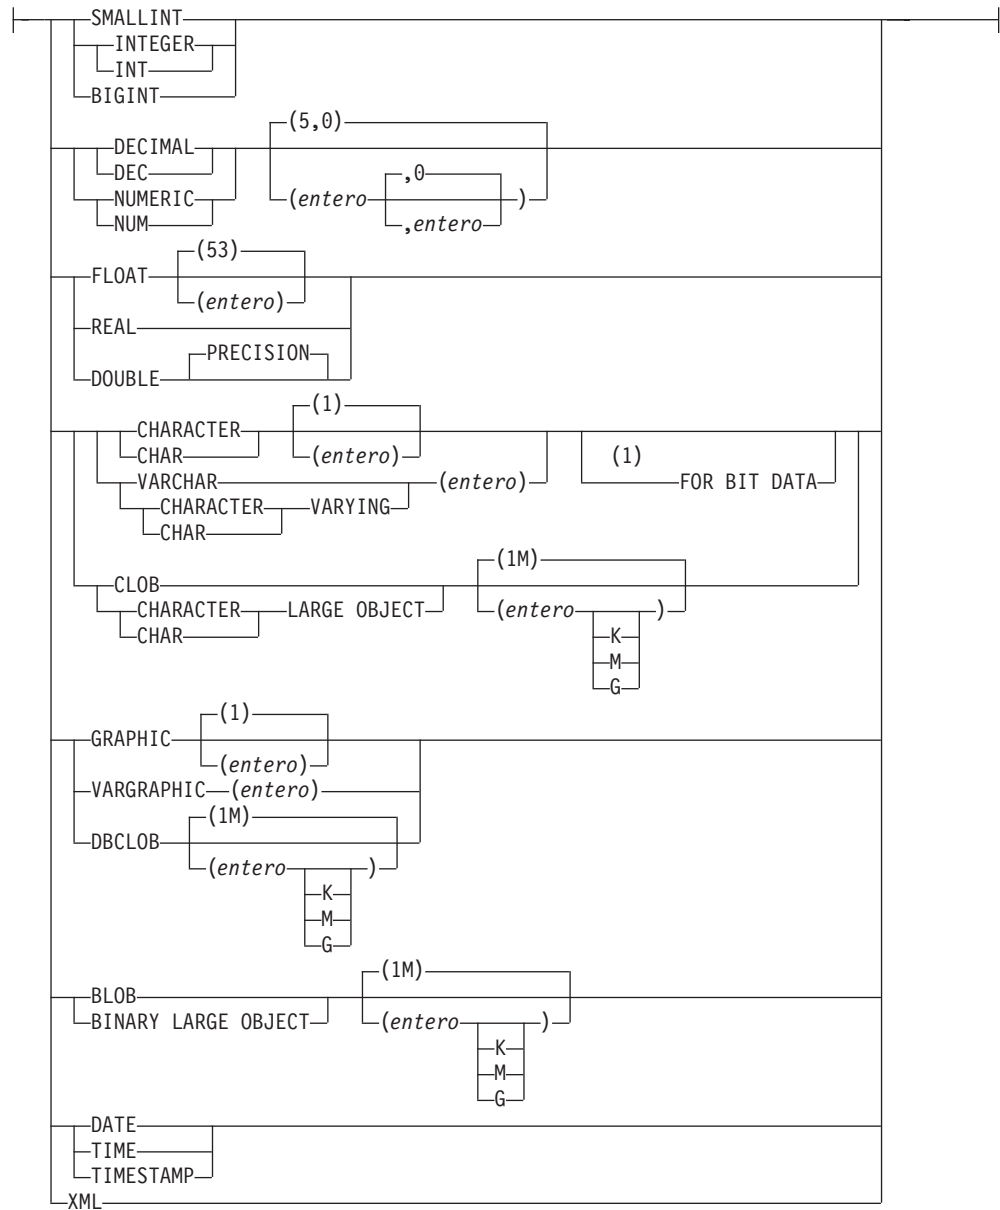 SMALLINT
INTEGER
INT
BIGINT
(5,0)
DECIMAL
DEC
,0
NUMERIC
(entero
)
NUM
,entero
(53)
FLOAT
(entero)
REAL
PRECISION
DOUBLE
(1)
CHARACTER
CHAR
(entero)
(1)
VARCHAR
(entero)
FOR BIT DATA
CHARACTER
VARYING
CHAR
(1M)
CLOB
CHARACTER
LARGE OBJECT
(entero
)
CHAR
K
M
G
(1)
GRAPHIC
(entero)
VARGRAPHIC
(entero)
(1M)
DBCLOB
(entero
)
K
M
G
(1M)
BLOB
BINARY LARGE OBJECT
(entero
)
K
M
G
DATE
TIME
TIMESTAMP
XML